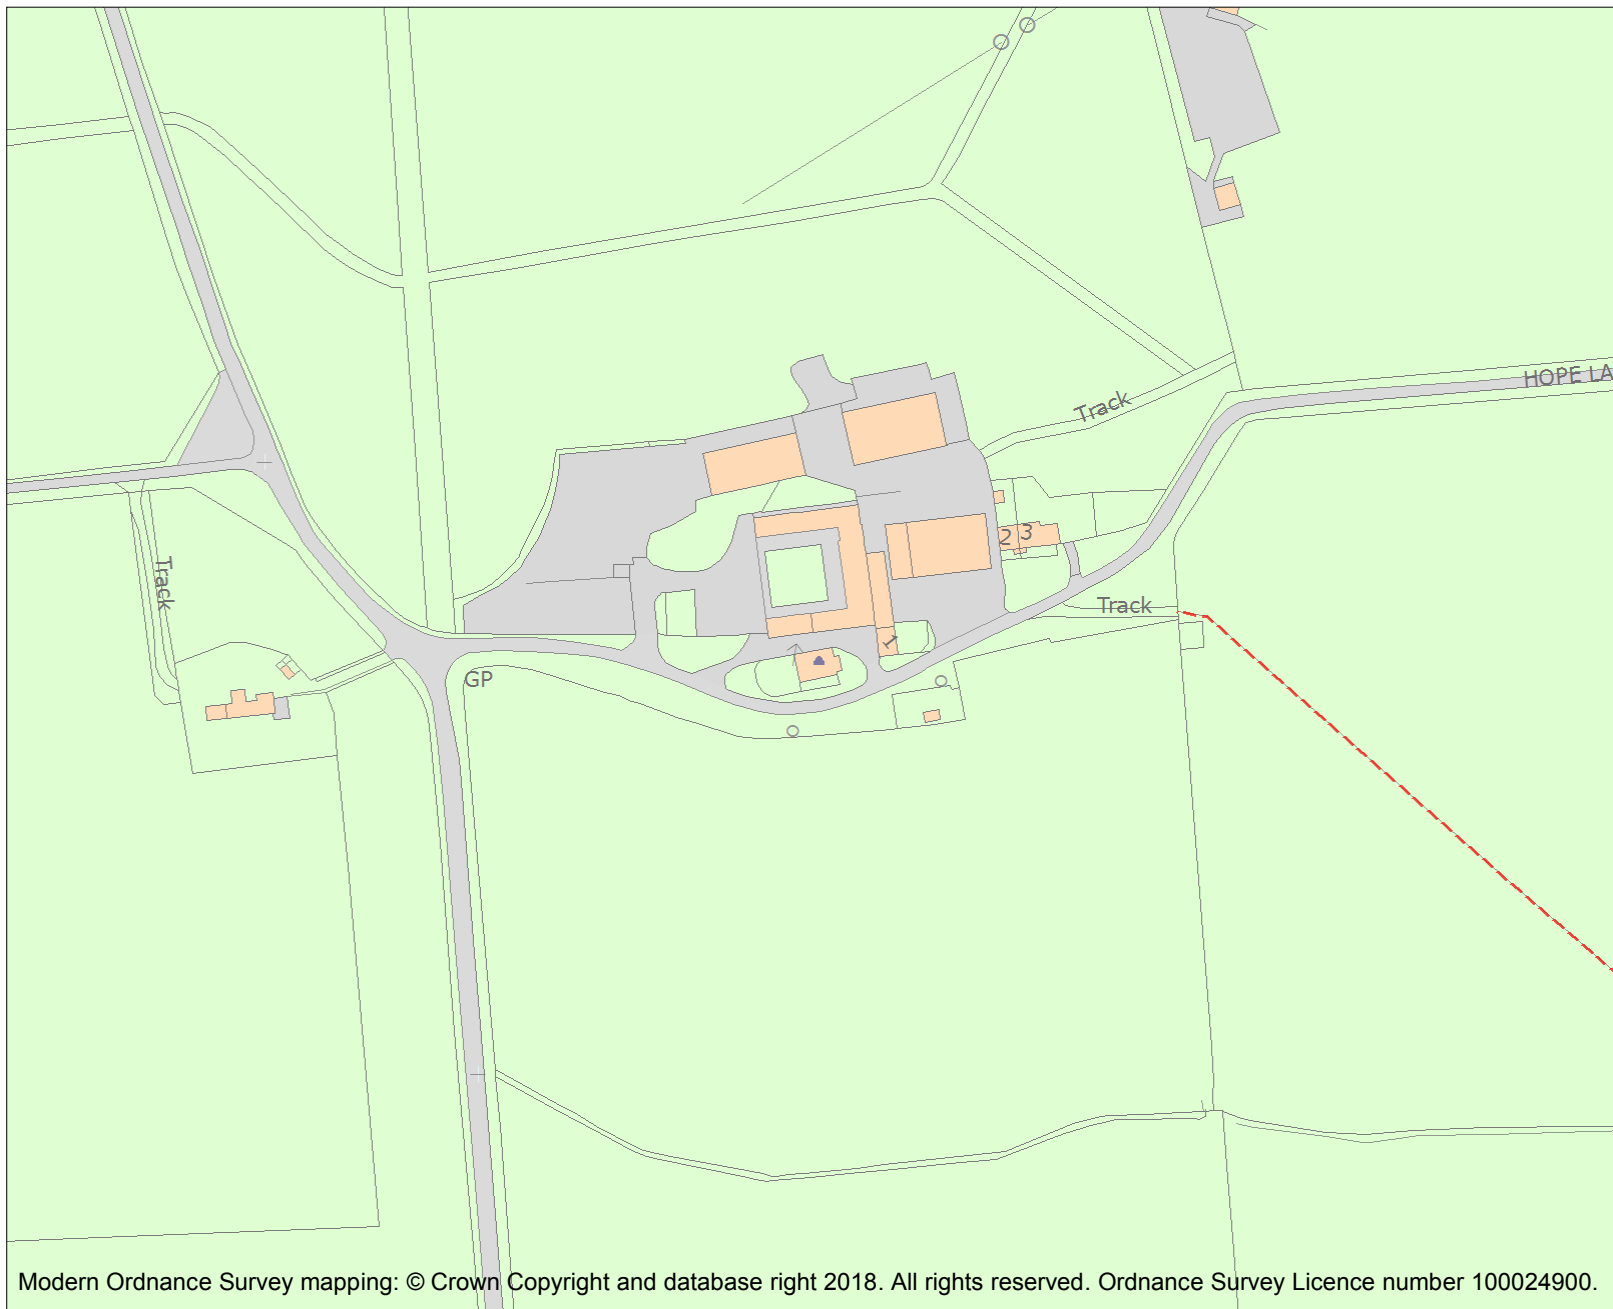 HOPE LA
Track
2 3
Track
Track
1
GP
Modern Ordnance Survey mapping: © Crown Copyright and database right 2018. All rights reserved. Ordnance Survey Licence number 100024900.